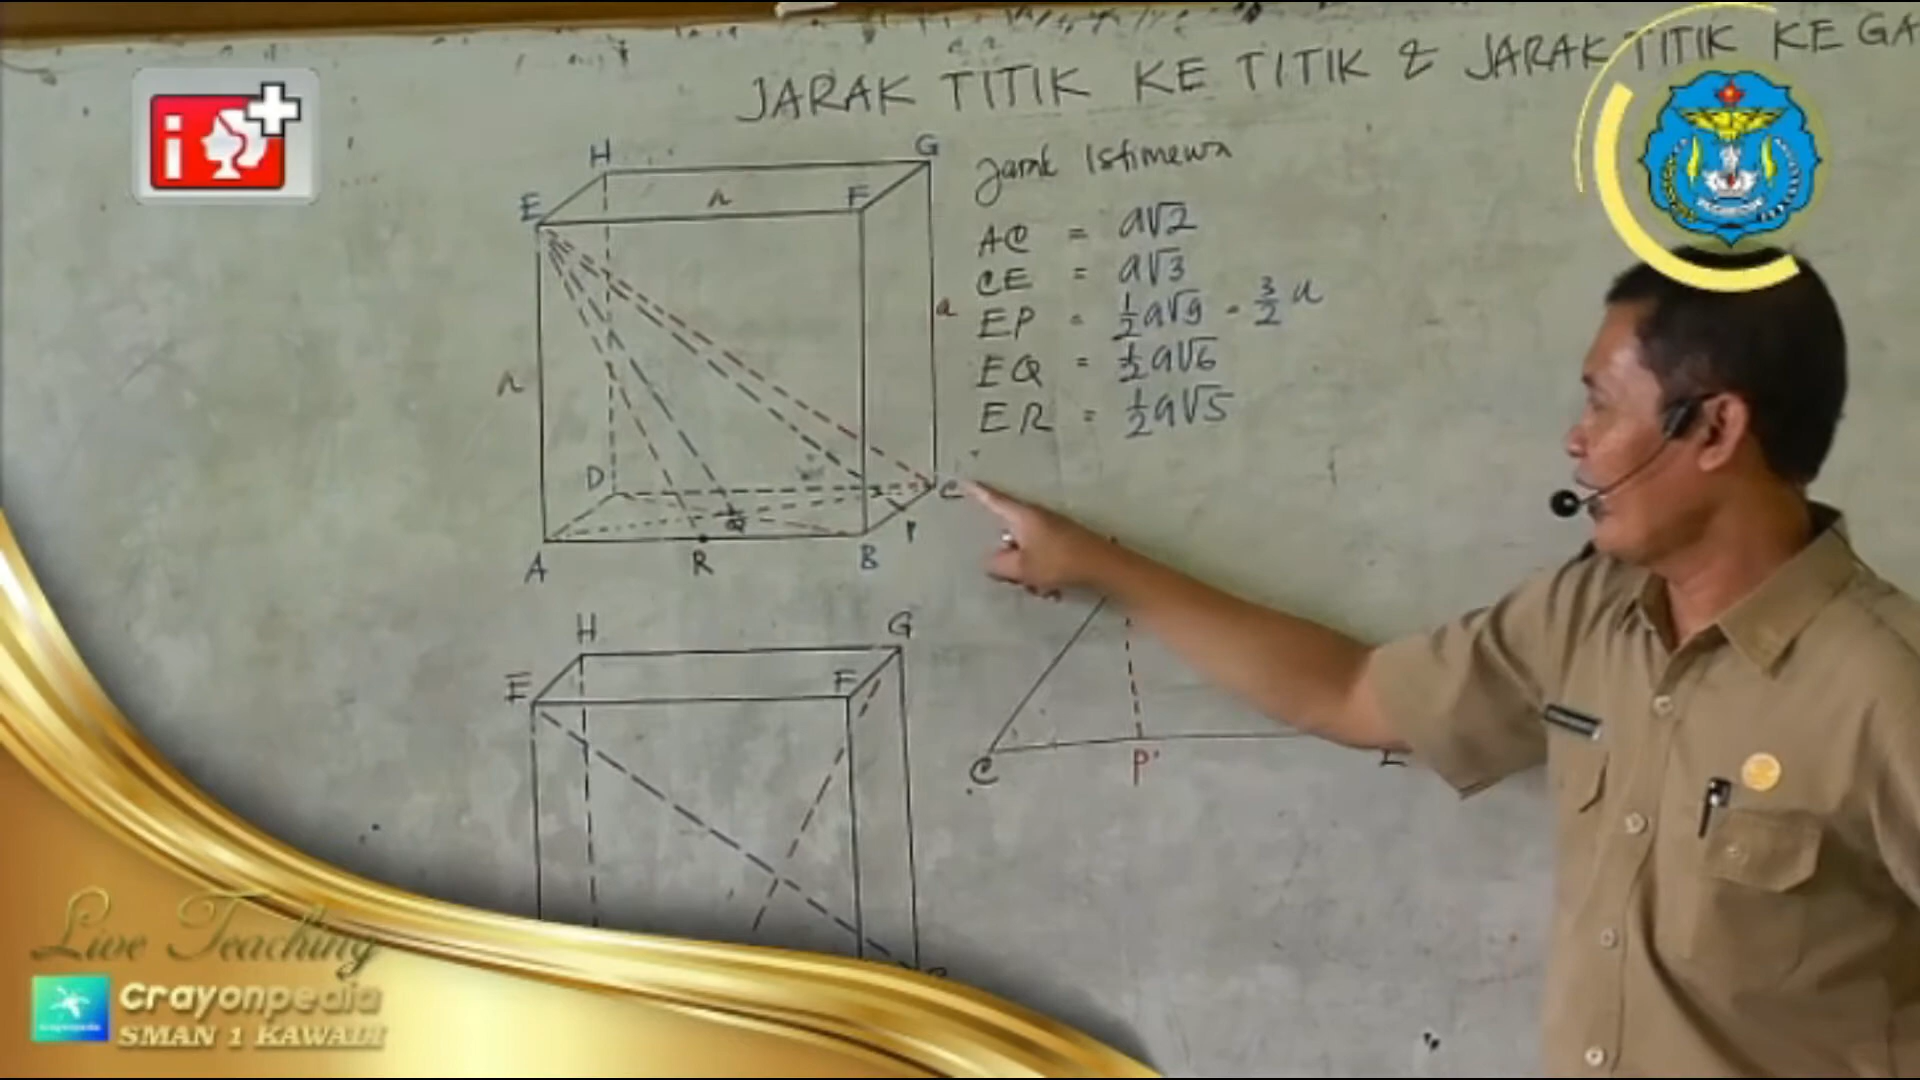 JARAK TITIK KE TITIK & JARAK TITIK KE GA
i
H G
E a F
Jarak Istimewa
AC = a√2
CE = a√3
EP = ½a√9 = 3/2 a
EQ = ½a√6
ER = ½a√5
a
a
D C
Q P
A R B
H G
E F
C P' E
Live Teaching
Crayonpedia
SMAN 1 KAWALI